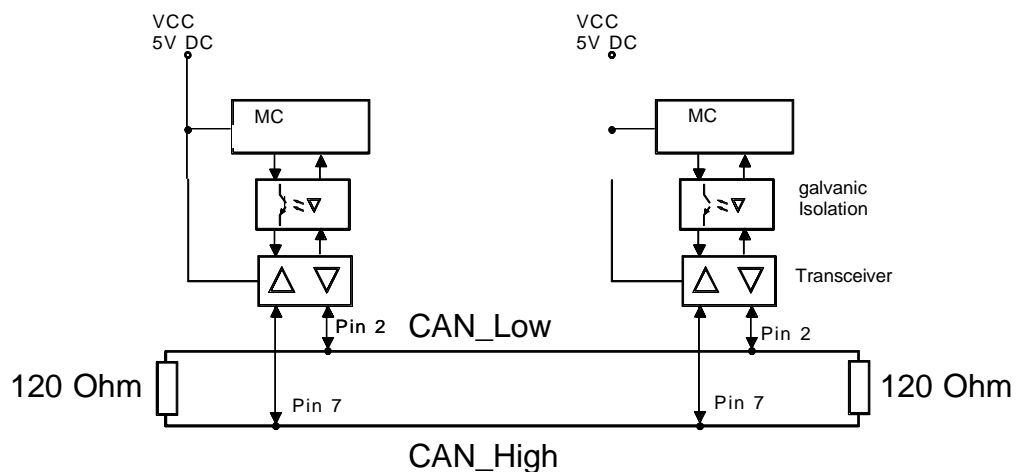 VCC
5V DC
VCC
5V DC
MC
MC
galvanic
Isolation
Transceiver
Pin 2
CAN_Low
Pin 2
120 Ohm
120 Ohm
Pin 7
Pin 7
CAN_High